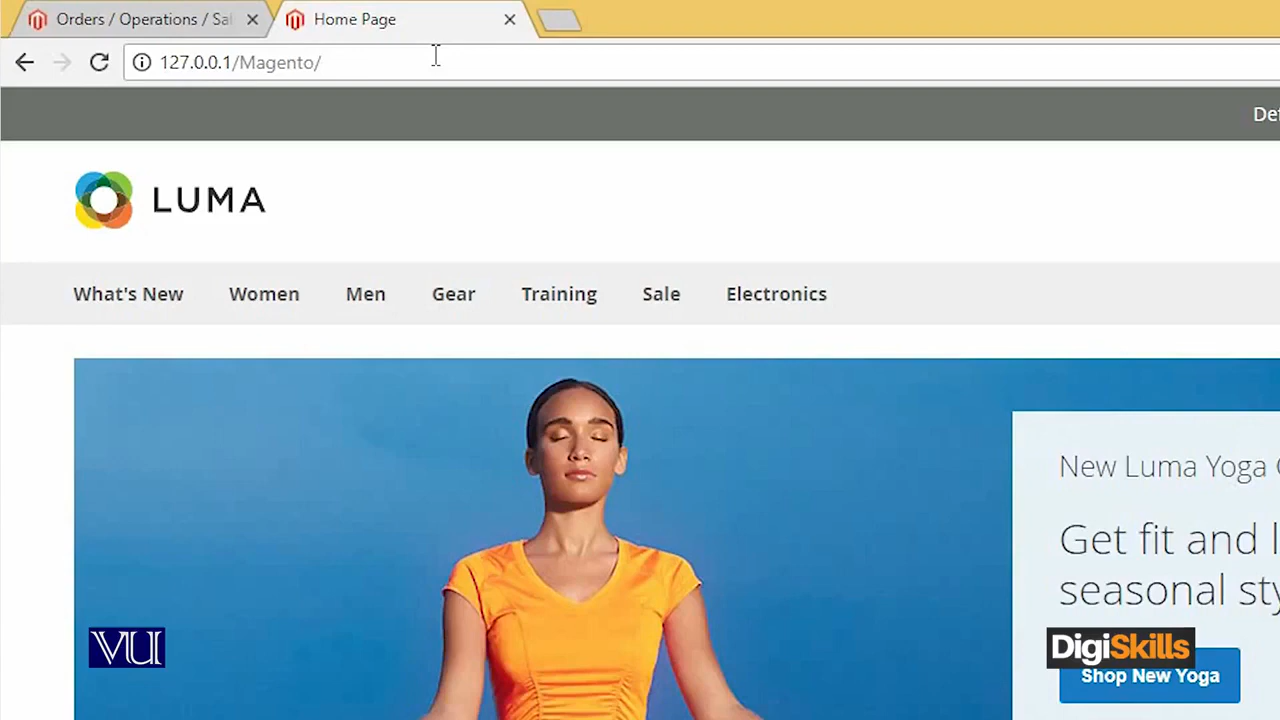 Orders / Operations / Sal
Home Page
127.0.0.1/Magento/
Def
LUMA
What's New Women Men Gear Training Sale Electronics
New Luma Yoga C
Get fit and l
seasonal sty
VU
DigiSkills
Shop New Yoga